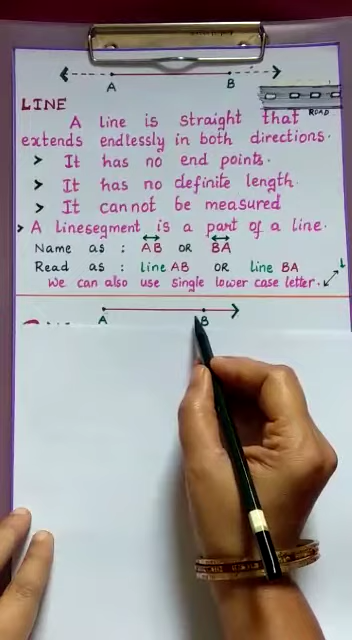 A B
LINE
ROAD
A line is straight that
extends endlessly in both directions.
➤ It has no end points.
➤ It has no definite length.
➤ It cannot be measured
➤ A linesegment is a part of a line.
Name as : AB OR BA
Read as : line AB OR line BA
We can also use single lower case letter. l
A B